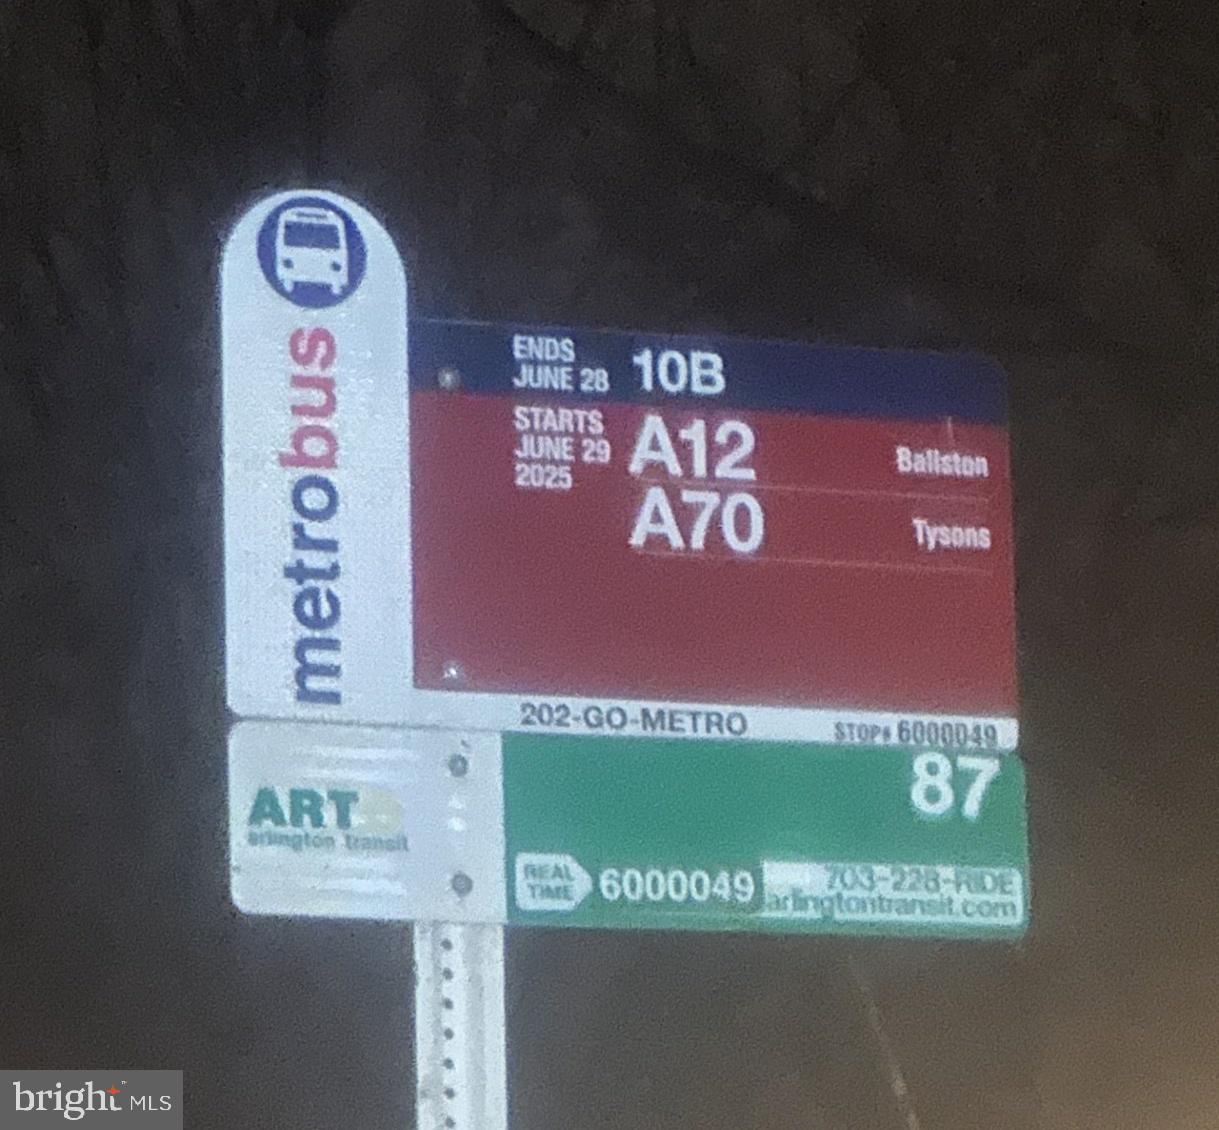 metrobus
ENDS
JUNE 28
10B
STARTS
JUNE 29
2025
A12
Ballston
A70
Tysons
202-GO-METRO
STOP# 6000049
ART
arlington transit
87
REAL
TIME
6000049
703-228-RIDE
arlingtontransit.com
bright MLS